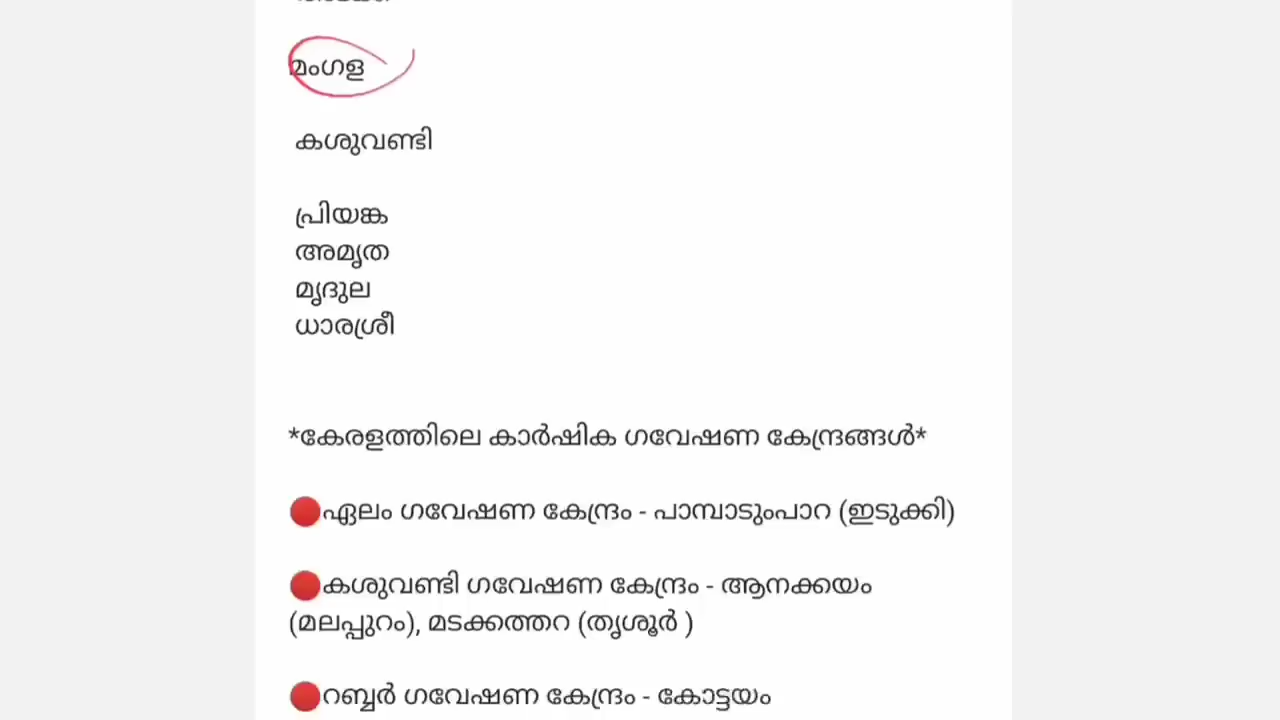 മംഗള
കശുവണ്ടി
പ്രിയങ്ക
അമൃത
മൃദുല
ധാരശ്രീ
*കേരളത്തിലെ കാർഷിക ഗവേഷണ കേന്ദ്രങ്ങൾ*
🔴ഏലം ഗവേഷണ കേന്ദ്രം - പാമ്പാടുംപാറ (ഇടുക്കി)
🔴കശുവണ്ടി ഗവേഷണ കേന്ദ്രം - ആനക്കയം
(മലപ്പുറം), മടക്കത്തറ (തൃശൂർ )
🔴റബ്ബർ ഗവേഷണ കേന്ദ്രം - കോട്ടയം